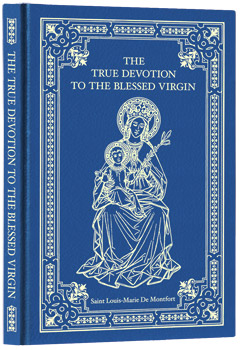 THE TRUE DEVOTION TO THE BLESSED VIRGIN
THE
TRUE DEVOTION
TO THE BLESSED VIRGIN
Saint Louis-Marie De Montfort